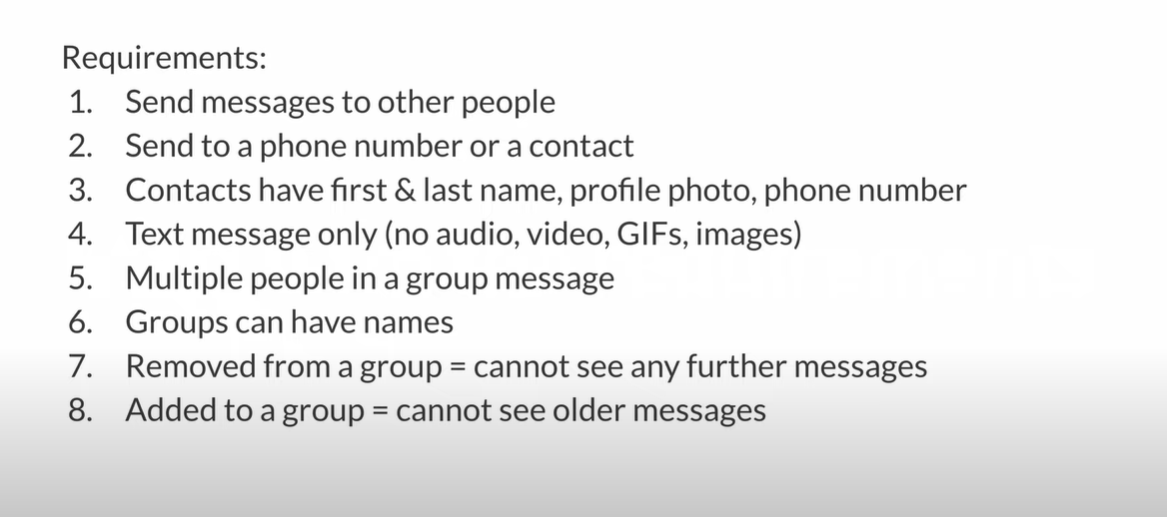 Requirements:
1. Send messages to other people
2. Send to a phone number or a contact
3. Contacts have first & last name, profile photo, phone number
4. Text message only (no audio, video, GIFs, images)
5. Multiple people in a group message
6. Groups can have names
7. Removed from a group = cannot see any further messages
8. Added to a group = cannot see older messages